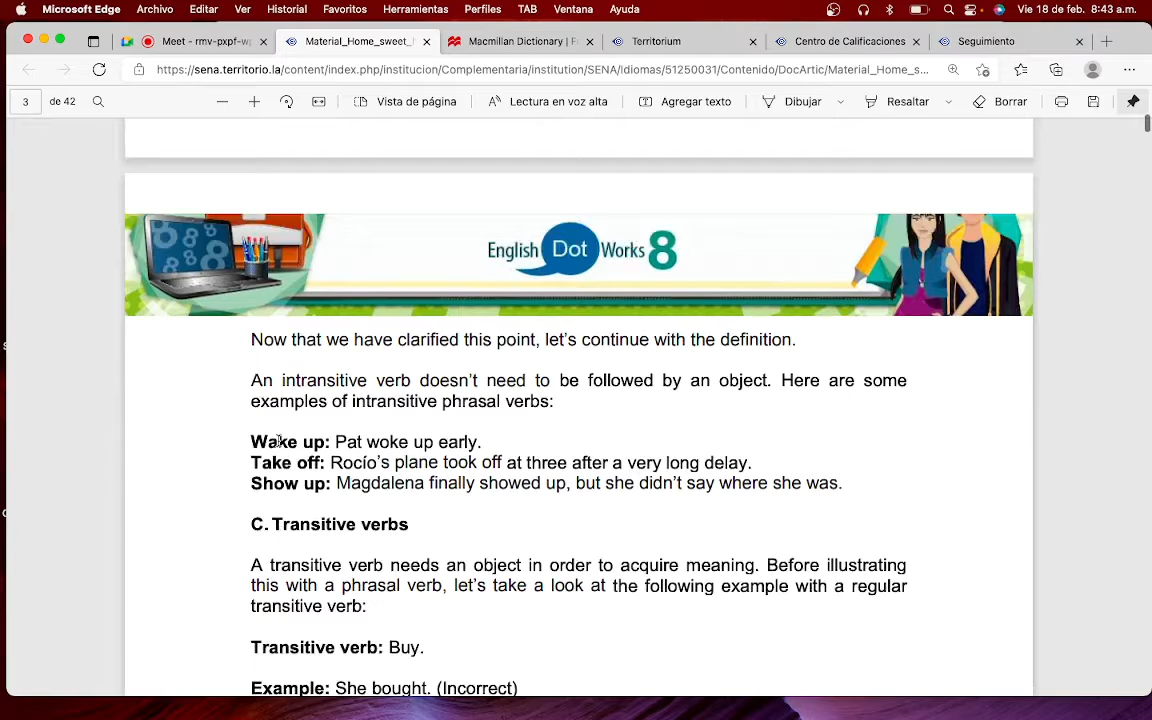 Microsoft Edge Archivo Editar Ver Historial Favoritos Herramientas Perfiles TAB Ventana Ayuda Vie 18 de feb. 8:43 a.m.
Meet - rmv-pxpf-w Material_Home_sweet_ Macmillan Dictionary | F Territorium Centro de Calificaciones Seguimiento
https://sena.territorio.la/content/index.php/institucion/Complementaria/institution/SENA/Idiomas/51250031/Contenido/DocArtic/Material_Home_s...
3 de 42 Vista de página Lectura en voz alta Agregar texto Dibujar Resaltar Borrar
English Dot Works 8
Now that we have clarified this point, let's continue with the definition.
An intransitive verb doesn't need to be followed by an object. Here are some
examples of intransitive phrasal verbs:
Wake up: Pat woke up early.
Take off: Rocío's plane took off at three after a very long delay.
Show up: Magdalena finally showed up, but she didn't say where she was.
C. Transitive verbs
A transitive verb needs an object in order to acquire meaning. Before illustrating
this with a phrasal verb, let's take a look at the following example with a regular
transitive verb:
Transitive verb: Buy.
Example: She bought. (Incorrect)